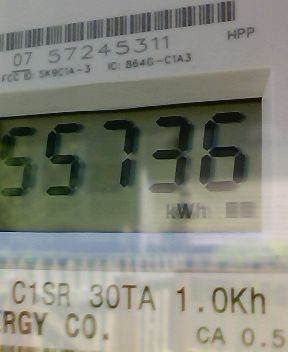 07 57245311
HPP
FCC ID: SK9C1A-3 IC: 864G-C1A3
55736
kWh
C1SR 30TA 1.0Kh
RGY CO. CA 0.5